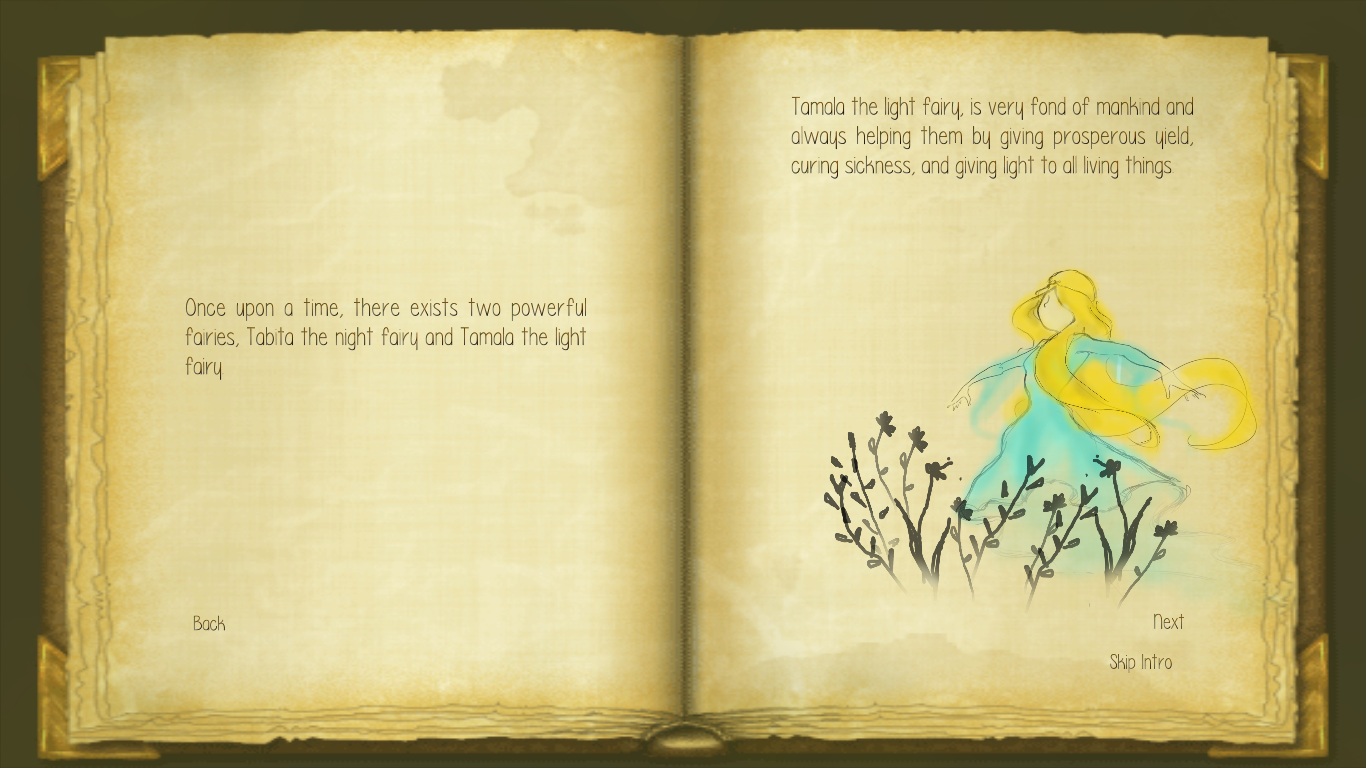 Once upon a time, there exists two powerful
fairies, Tabita the night fairy and Tamala the light
fairy.
Back
Tamala the light fairy, is very fond of mankind and
always helping them by giving prosperous yield,
curing sickness, and giving light to all living things.
Next
Skip Intro